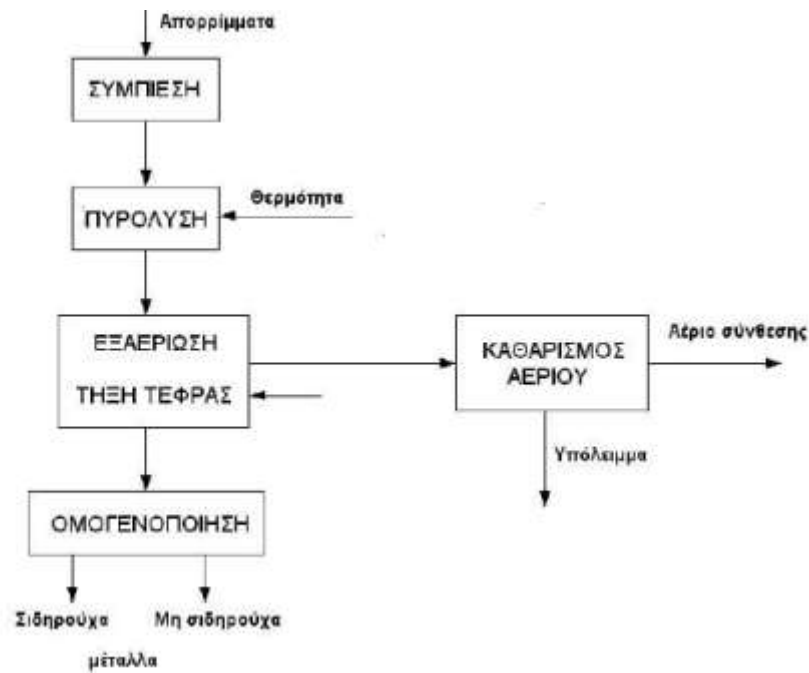 Απορρίμματα
ΣΥΜΠΙΕΣΗ
Θερμότητα
ΠΥΡΟΛΥΣΗ
ΕΞΑΕΡΙΩΣΗ
ΤΗΞΗ ΤΕΦΡΑΣ
ΚΑΘΑΡΙΣΜΟΣ
ΑΕΡΙΟΥ
Αέριο σύνθεσης
Υπόλειμμα
ΟΜΟΓΕΝΟΠΟΙΗΣΗ
Σιδηρούχα
Μη σιδηρούχα
μέταλλα